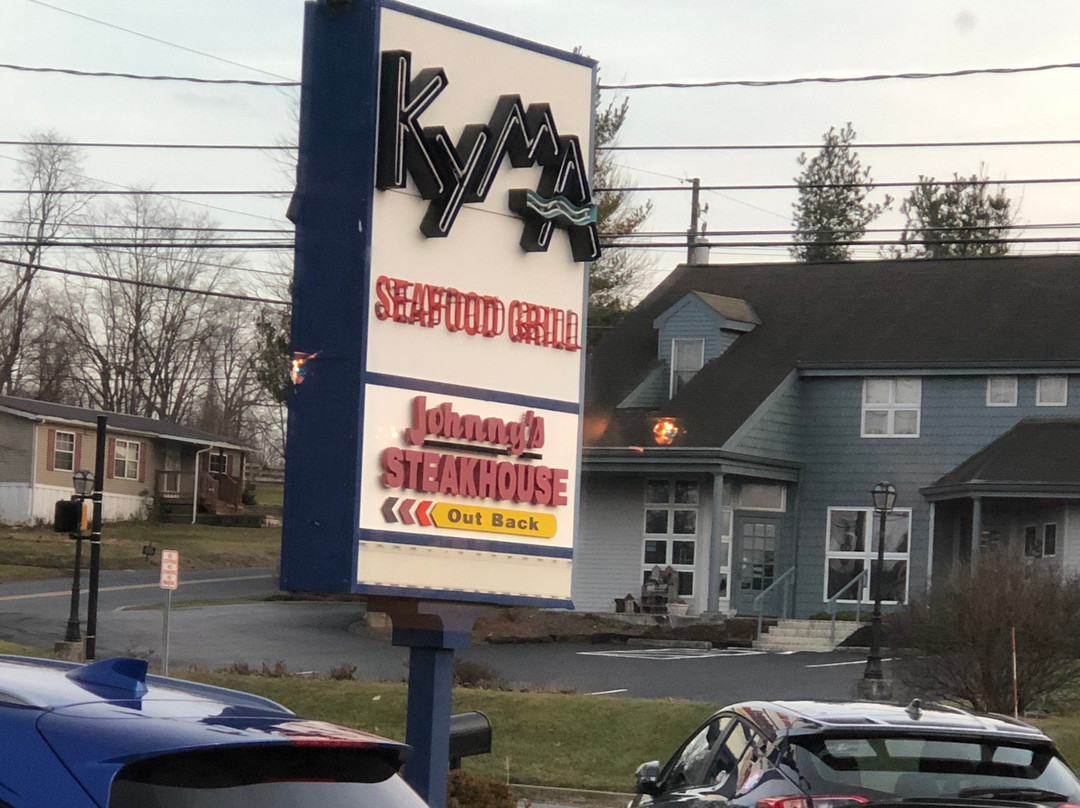 KyMA
SEAFOOD GRILL
Johnny's
STEAKHOUSE
Out Back